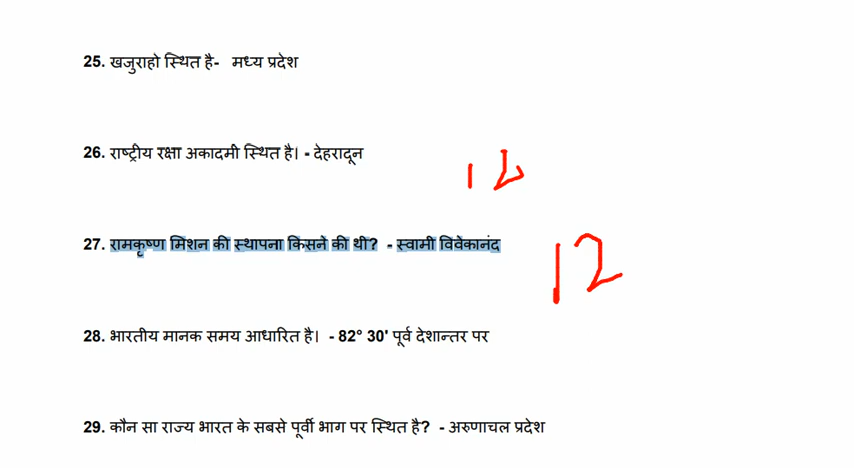 25. खजुराहो स्थित है- मध्य प्रदेश
26. राष्ट्रीय रक्षा अकादमी स्थित है। - देहरादून
27. रामकृष्ण मिशन की स्थापना किसने की थी? - स्वामी विवेकानंद
12
28. भारतीय मानक समय आधारित है। - 82° 30' पूर्व देशान्तर पर
29. कौन सा राज्य भारत के सबसे पूर्वी भाग पर स्थित है? - अरुणाचल प्रदेश